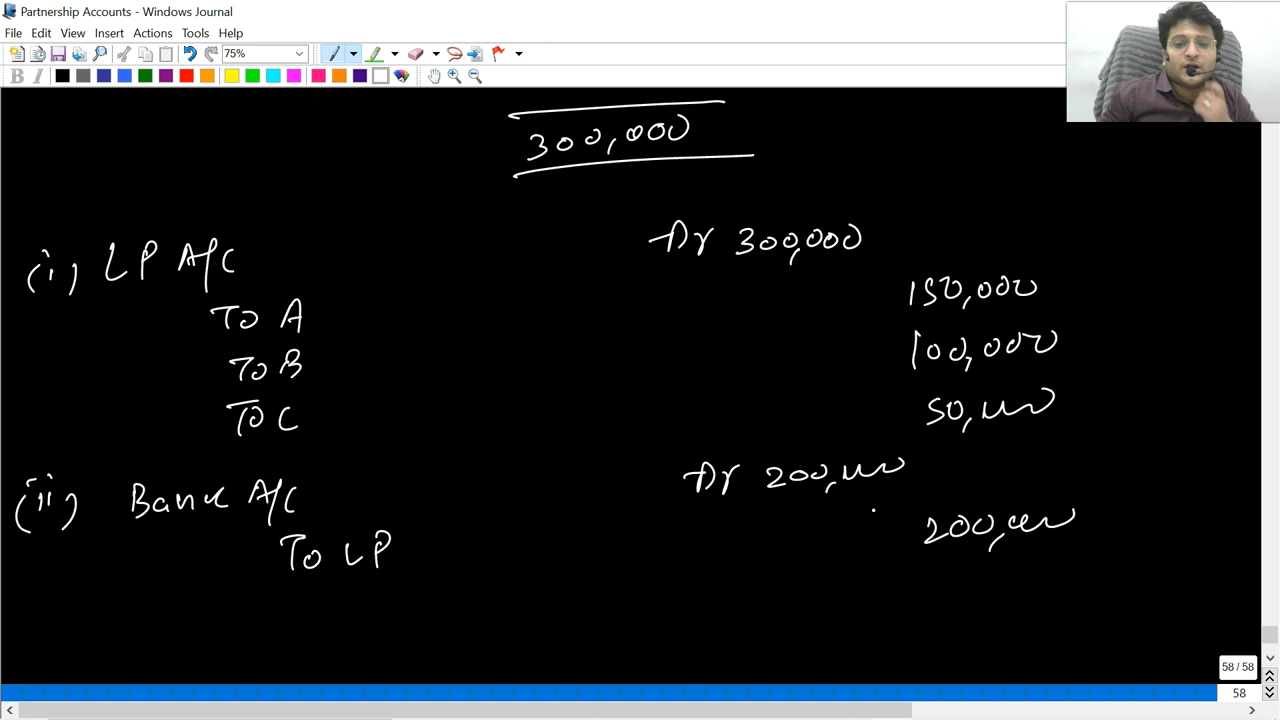 Partnership Accounts - Windows Journal
File Edit View Insert Actions Tools Help
75%
B I
300,000
(i) LP A/C Dr 300,000
To A 150,000
To B 100,000
To C 50,000
(ii) Bank A/C Dr 200,000
To LP 200,000
58 / 58
58